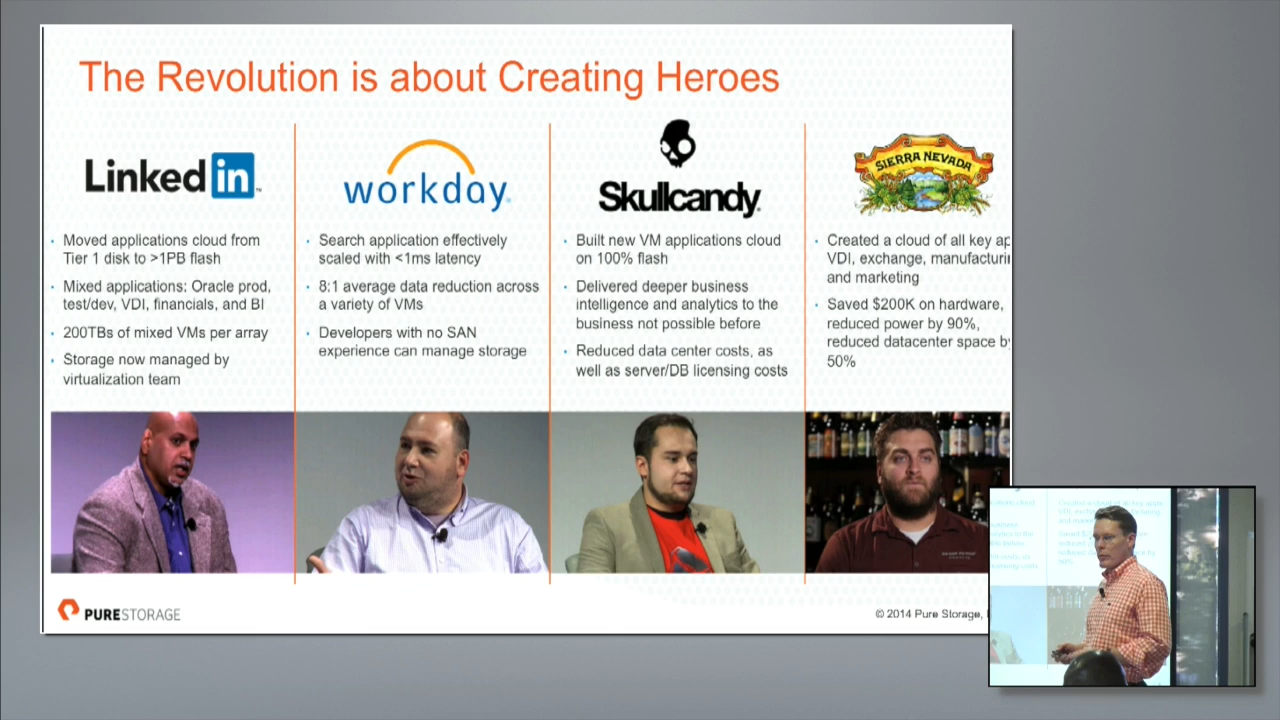 The Revolution is about Creating Heroes
Linked in
™
workday
Skullcandy
SIERRA NEVADA
Moved applications cloud from
Tier 1 disk to >1PB flash
Mixed applications: Oracle prod,
test/dev, VDI, financials, and BI
200TBs of mixed VMs per array
Storage now managed by
virtualization team
Search application effectively
scaled with <1ms latency
8:1 average data reduction across
a variety of VMs
Developers with no SAN
experience can manage storage
Built new VM applications cloud
on 100% flash
Delivered deeper business
intelligence and analytics to the
business not possible before
Reduced data center costs, as
well as server/DB licensing costs
Created a cloud of all key ap
VDI, exchange, manufacturin
and marketing
Saved $200K on hardware,
reduced power by 90%,
reduced datacenter space by
50%
PURESTORAGE
© 2014 Pure Storage,